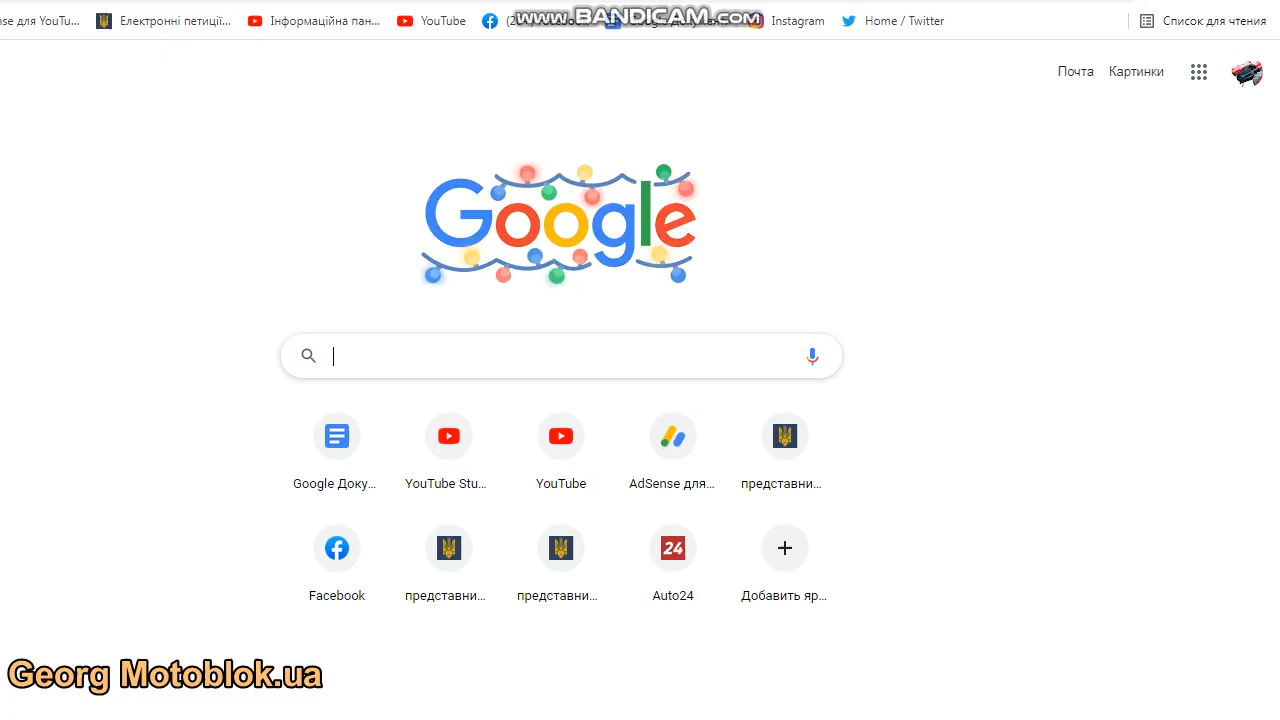 nse для YouTu... Електронні петиції... Інформаційна пан... YouTube www.BANDICAM.com Instagram Home / Twitter Список для чтения
Почта Картинки
Google
Google Доку... YouTube Stu... YouTube AdSense для... представни...
24
Facebook представни... представни... Auto24 Добавить яр...
Georg Motoblok.ua